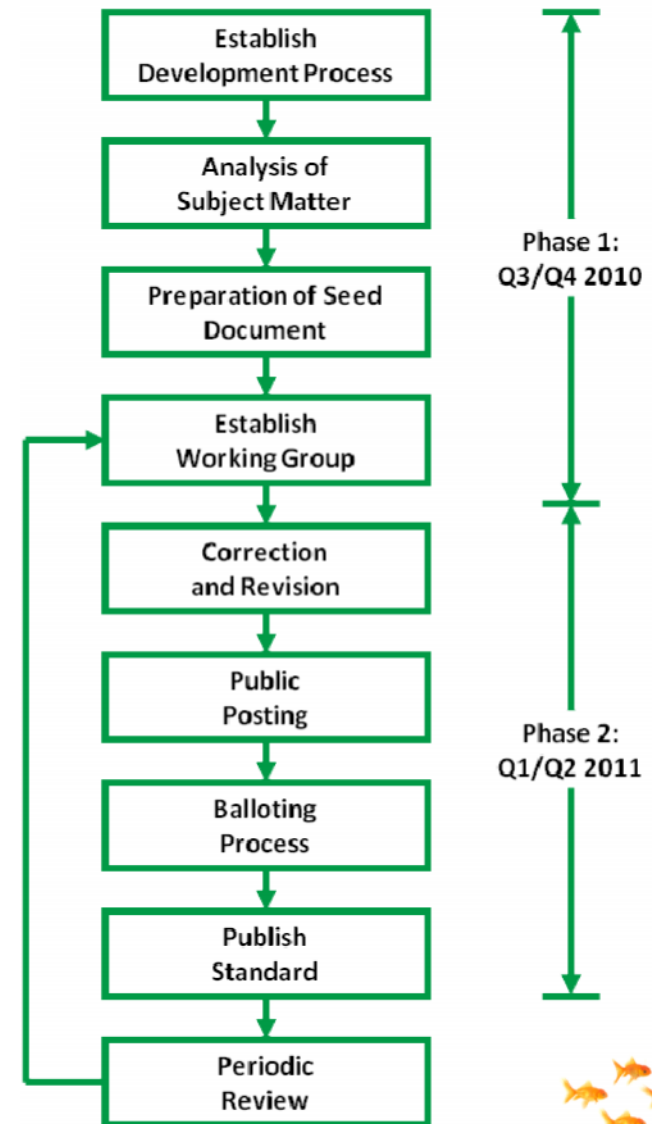 Establish
Development Process
Analysis of
Subject Matter
Preparation of Seed
Document
Establish
Working Group
Correction
and Revision
Public
Posting
Balloting
Process
Publish
Standard
Periodic
Review
Phase 1:
Q3/Q4 2010
Phase 2:
Q1/Q2 2011